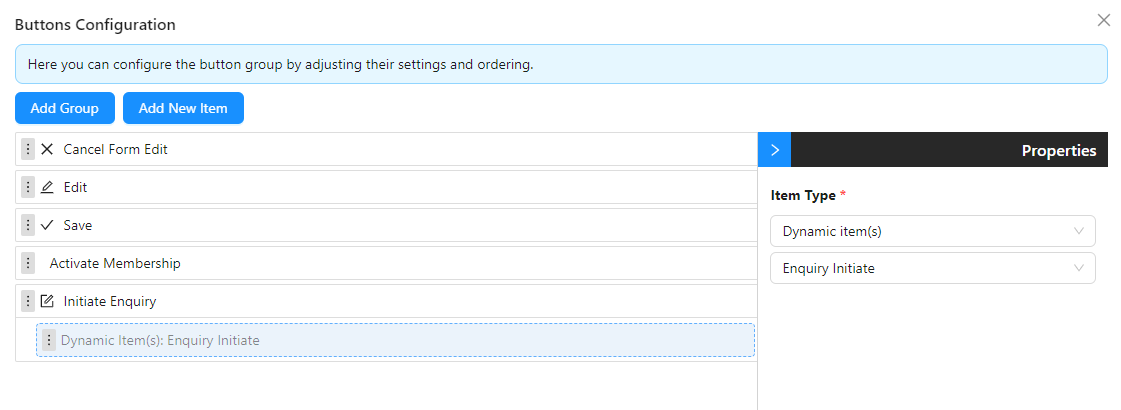 Buttons Configuration
Here you can configure the button group by adjusting their settings and ordering.
Add Group
Add New Item
Cancel Form Edit
Edit
Save
Activate Membership
Initiate Enquiry
Dynamic Item(s): Enquiry Initiate
Properties
Item Type *
Dynamic item(s)
Enquiry Initiate